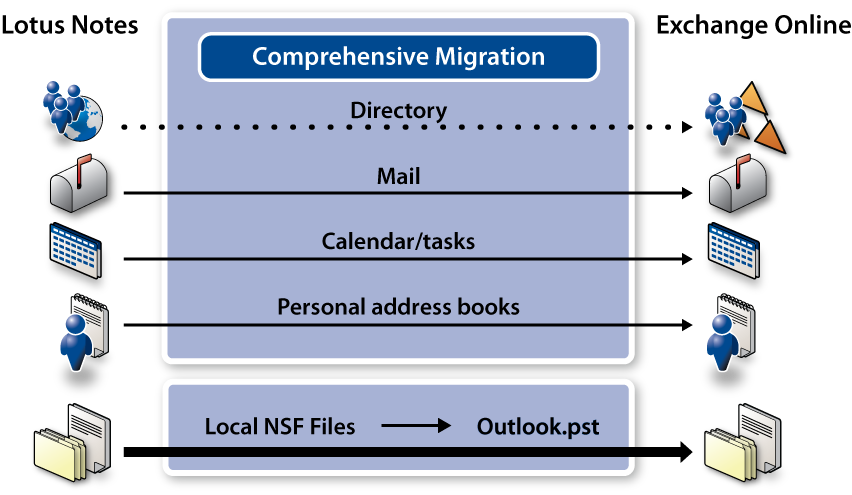 Lotus Notes
Exchange Online
Comprehensive Migration
Directory
Mail
Calendar/tasks
Personal address books
Local NSF Files
Outlook.pst